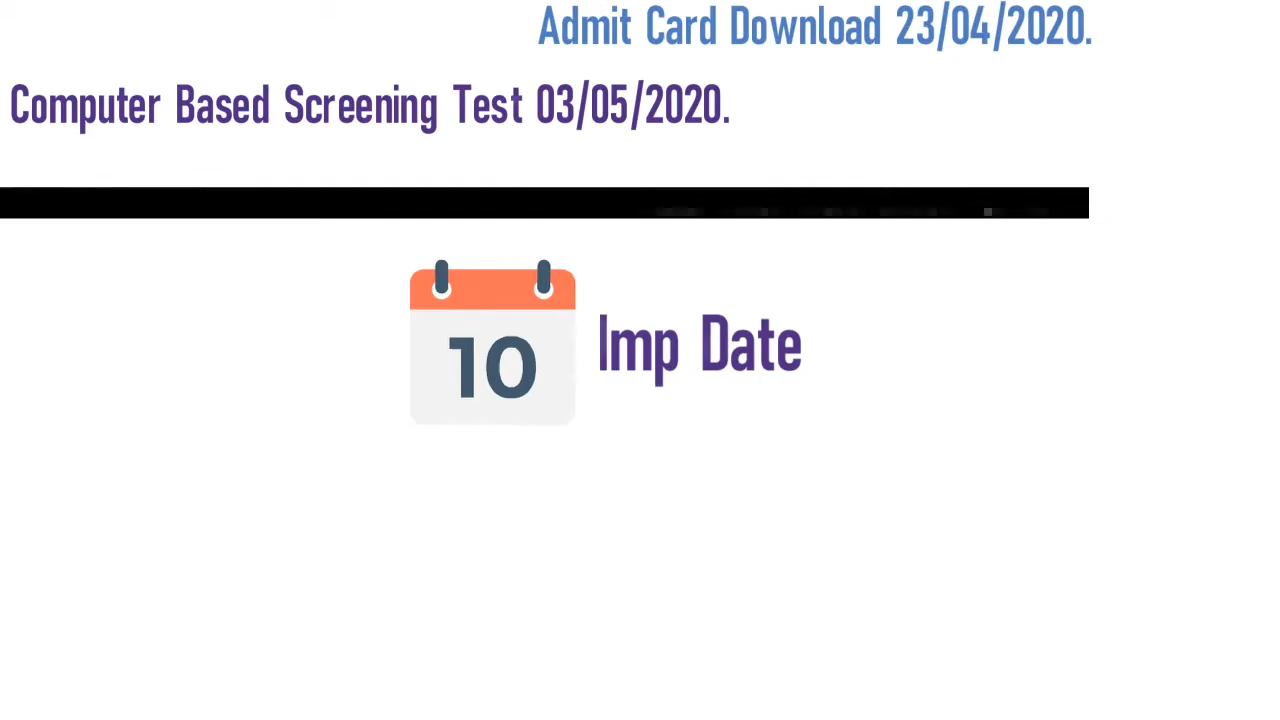 Admit Card Download 23/04/2020.
Computer Based Screening Test 03/05/2020.
10
Imp Date